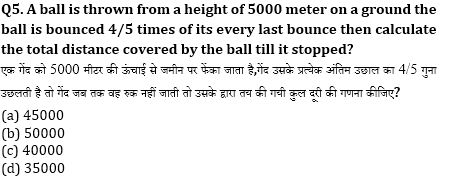 Q5. A ball is thrown from a height of 5000 meter on a ground the
ball is bounced 4/5 times of its every last bounce then calculate
the total distance covered by the ball till it stopped?
एक गेंद को 5000 मीटर की ऊंचाई से जमीन पर फेंका जाता है,गेंद उसके प्रत्येक अंतिम उछाल का 4/5 गुना
उछलती है तो गेंद जब तक वह रुक नहीं जाती तो उसके द्वारा तय की गयी कुल दूरी की गणना कीजिए?
(a) 45000
(b) 50000
(c) 40000
(d) 35000